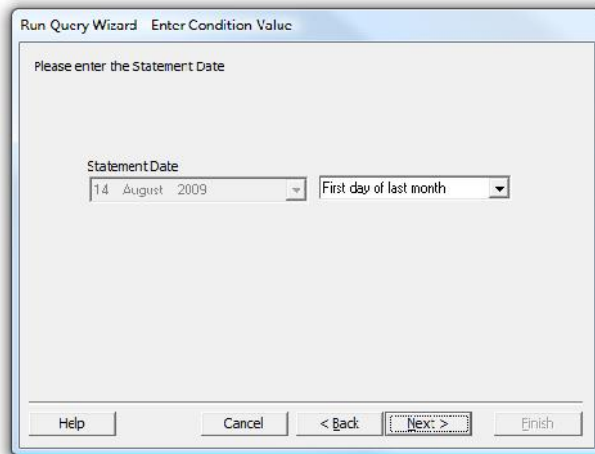 Run Query Wizard Enter Condition Value
Please enter the Statement Date
Statement Date
14 August 2009
First day of last month
Help
Cancel
< Back
Next >
Finish